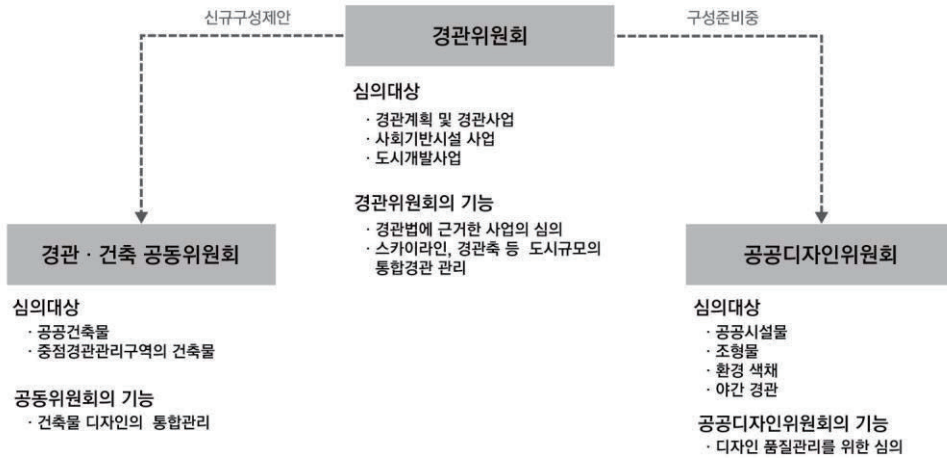 신규구성제안
경관위원회
구성준비중
심의대상
· 경관계획 및 경관사업
· 사회기반시설 사업
· 도시개발사업
경관위원회의 기능
· 경관법에 근거한 사업의 심의
· 스카이라인, 경관축 등 도시규모의
통합경관 관리
경관 · 건축 공동위원회
심의대상
· 공공건축물
· 중점경관관리구역의 건축물
공동위원회의 기능
· 건축물 디자인의 통합관리
공공디자인위원회
심의대상
· 공공시설물
· 조형물
· 환경 색채
· 야간 경관
공공디자인위원회의 기능
· 디자인 품질관리를 위한 심의